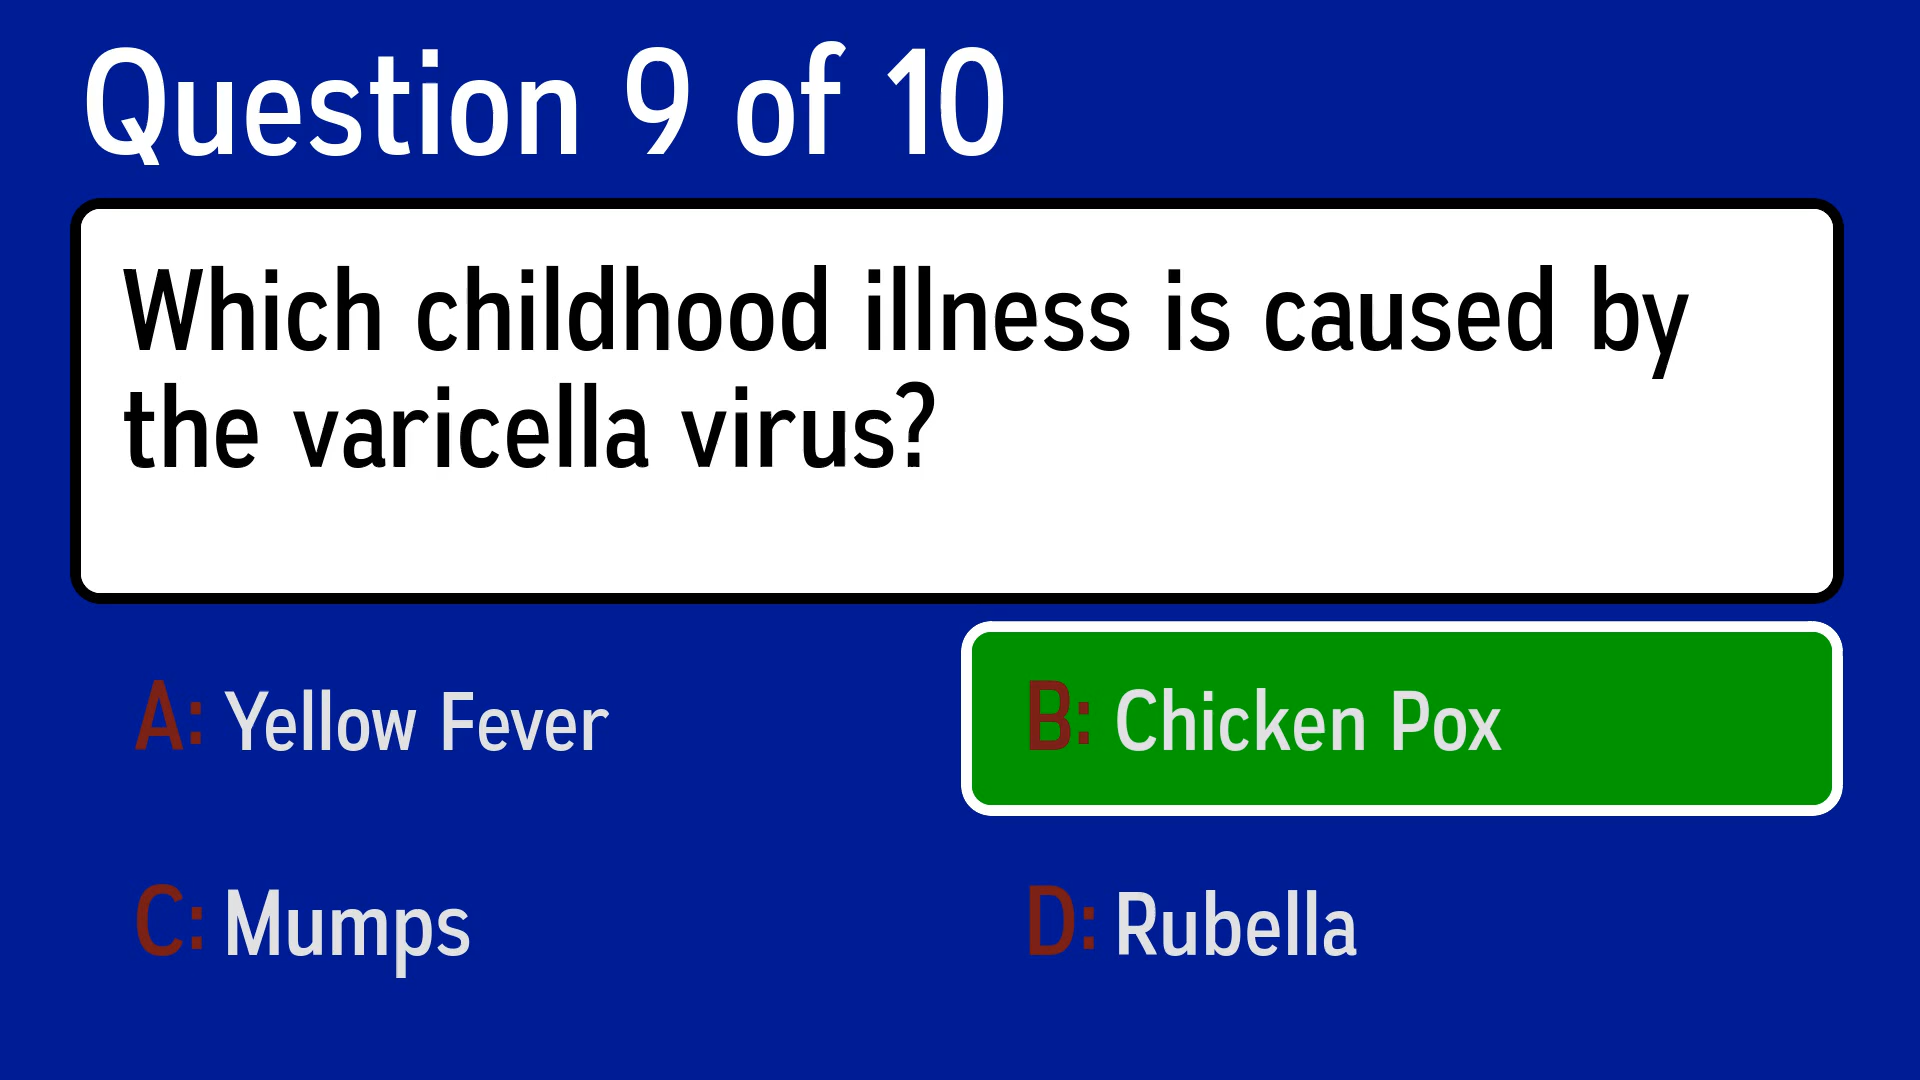 Question 9 of 10
Which childhood illness is caused by
the varicella virus?
A: Yellow Fever
B: Chicken Pox
C: Mumps
D: Rubella